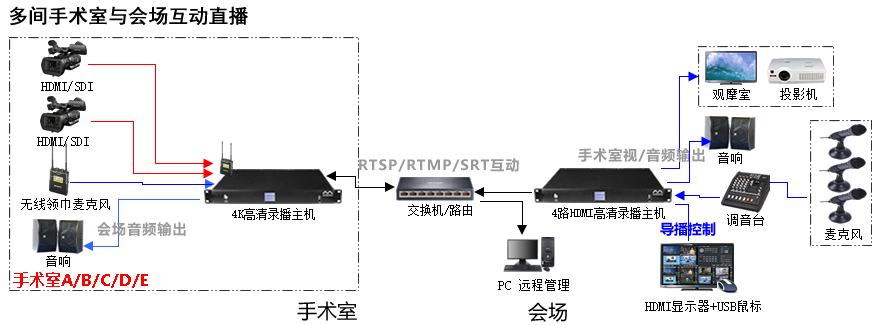 多间手术室与会场互动直播
HDMI/SDI
HDMI/SDI
无线领巾麦克风
会场音频输出
音响
手术室A/B/C/D/E
4K高清录播主机
手术室
RTSP/RTMP/SRT互动
交换机/路由
PC 远程管理
会场
手术室视/音频输出
4路HDMI高清录播主机
导播控制
观摩室
投影机
音响
调音台
麦克风
HDMI显示器+USB鼠标